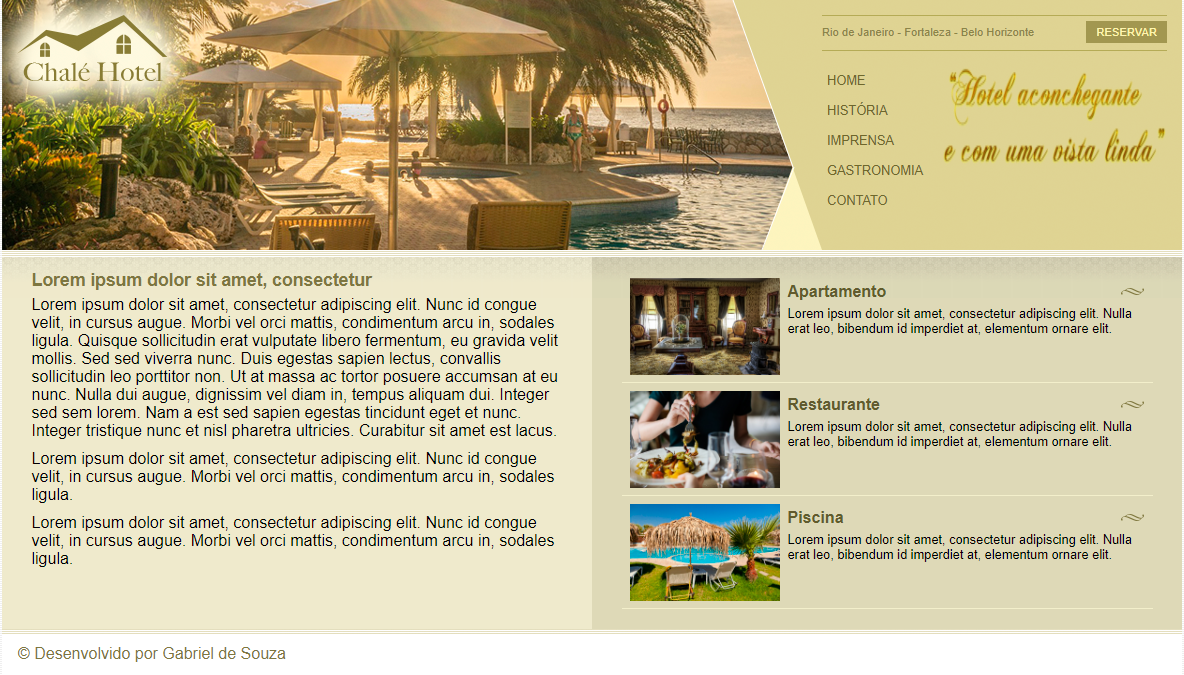 Chalé Hotel
Rio de Janeiro - Fortaleza - Belo Horizonte
RESERVAR
HOME
HISTÓRIA
IMPRENSA
GASTRONOMIA
CONTATO
"Hotel aconchegante
e com uma vista linda"
Lorem ipsum dolor sit amet, consectetur
Lorem ipsum dolor sit amet, consectetur adipiscing elit. Nunc id congue
velit, in cursus augue. Morbi vel orci mattis, condimentum arcu in, sodales
ligula. Quisque sollicitudin erat vulputate libero fermentum, eu gravida velit
mollis. Sed sed viverra nunc. Duis egestas sapien lectus, convallis
sollicitudin leo porttitor non. Ut at massa ac tortor posuere accumsan at eu
nunc. Nulla dui augue, dignissim vel diam in, tempus aliquam dui. Integer
sed sem lorem. Nam a est sed sapien egestas tincidunt eget et nunc.
Integer tristique nunc et nisl pharetra ultricies. Curabitur sit amet est lacus.
Lorem ipsum dolor sit amet, consectetur adipiscing elit. Nunc id congue
velit, in cursus augue. Morbi vel orci mattis, condimentum arcu in, sodales
ligula.
Lorem ipsum dolor sit amet, consectetur adipiscing elit. Nunc id congue
velit, in cursus augue. Morbi vel orci mattis, condimentum arcu in, sodales
ligula.
Apartamento
Lorem ipsum dolor sit amet, consectetur adipiscing elit. Nulla
erat leo, bibendum id imperdiet at, elementum ornare elit.
Restaurante
Lorem ipsum dolor sit amet, consectetur adipiscing elit. Nulla
erat leo, bibendum id imperdiet at, elementum ornare elit.
Piscina
Lorem ipsum dolor sit amet, consectetur adipiscing elit. Nulla
erat leo, bibendum id imperdiet at, elementum ornare elit.
© Desenvolvido por Gabriel de Souza